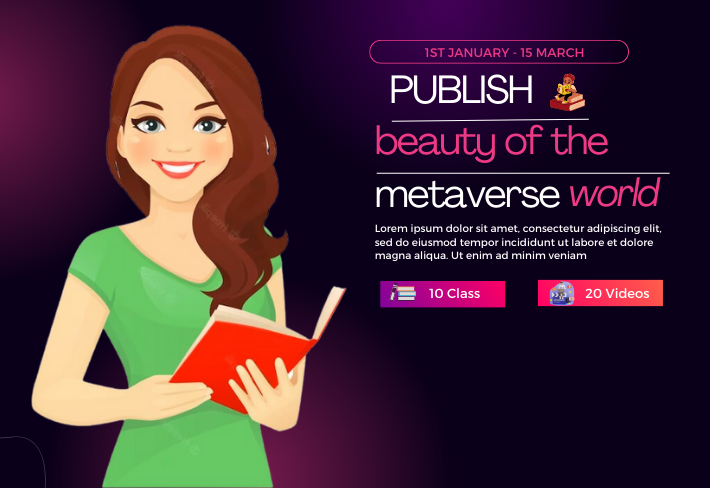 1ST JANUARY - 15 MARCH
PUBLISH
beauty of the
metaverse world
Lorem ipsum dolor sit amet, consectetur adipiscing elit,
sed do eiusmod tempor incididunt ut labore et dolore
magna aliqua. Ut enim ad minim veniam
10 Class
20 Videos